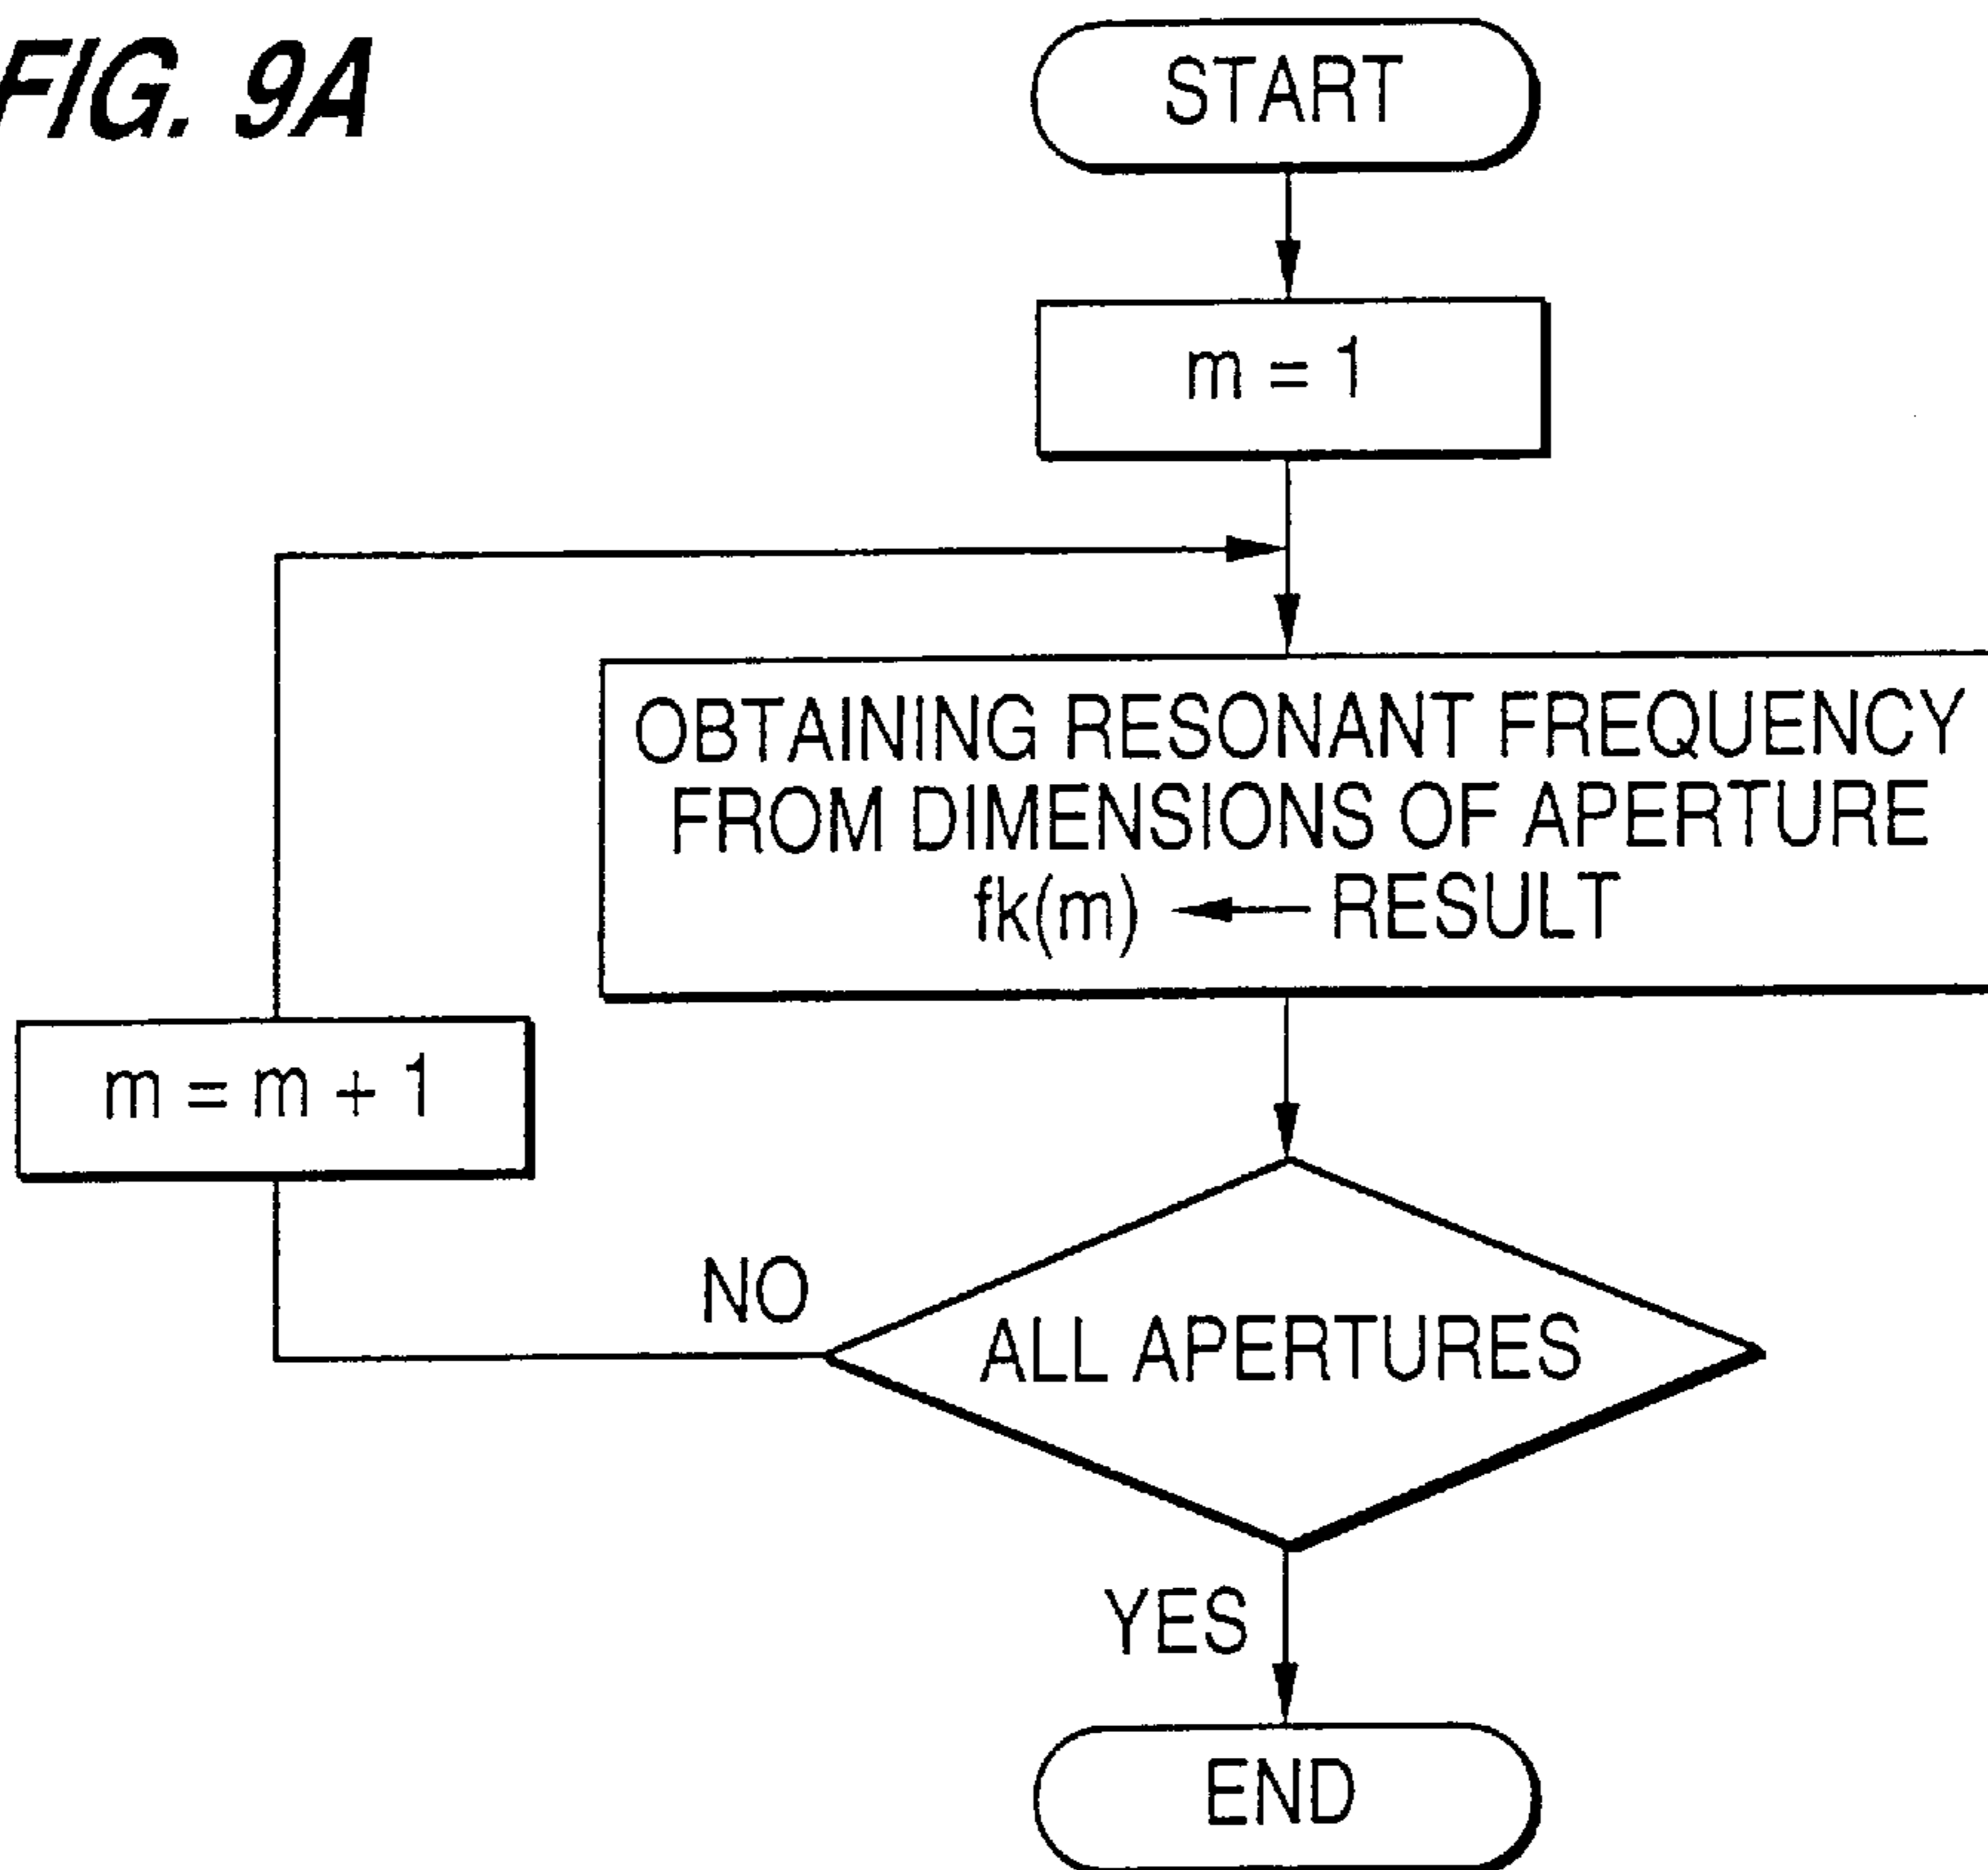 FIG. 9A
START
m = 1
OBTAINING RESONANT FREQUENCY
FROM DIMENSIONS OF APERTURE
fk(m) ← RESULT
m = m + 1
NO
ALL APERTURES
YES
END